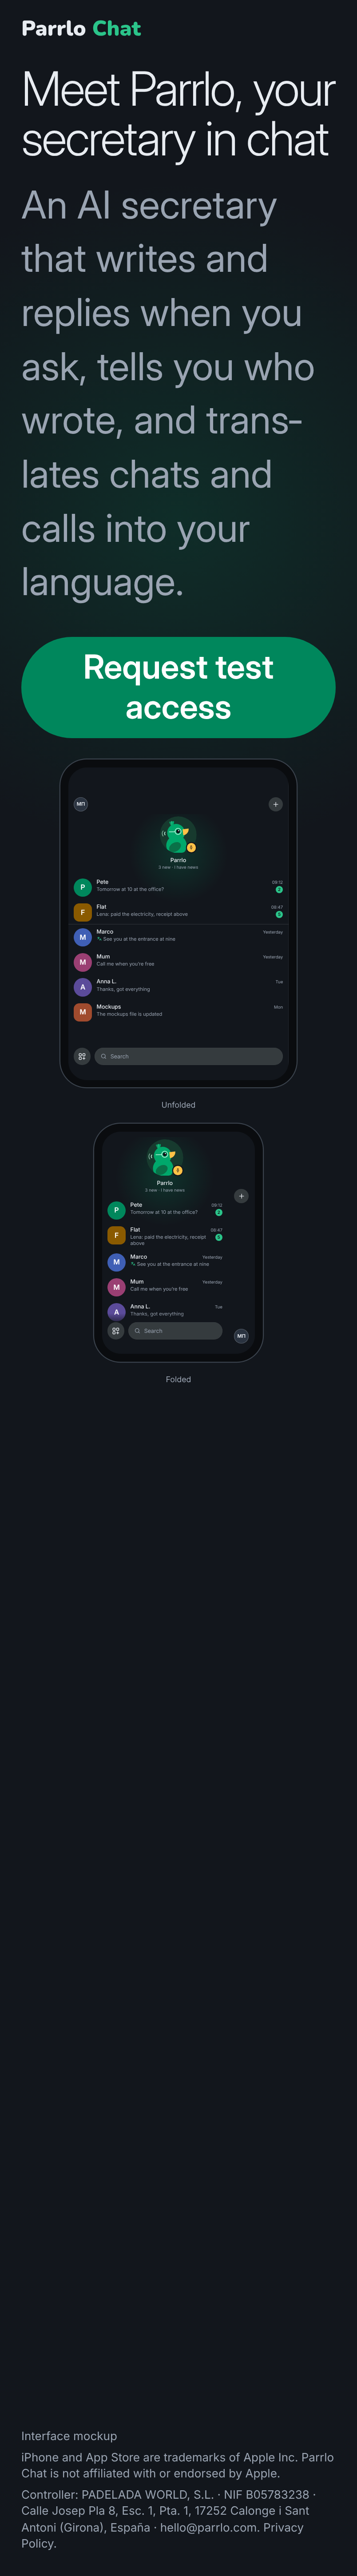 Parrlo Chat
Meet Parrlo, your
secretary in chat
An AI secretary
that writes and
replies when you
ask, tells you who
wrote, and trans-
lates chats and
calls into your
language.
Request test
access
МП
+
Parrlo
3 new · I have news
P
Pete
09:12
Tomorrow at 10 at the office?
2
F
Flat
08:47
Lena: paid the electricity, receipt above
M
Marco
Yesterday
See you at the entrance at nine
M
Mum
Yesterday
Call me when you're free
A
Anna L.
Tue
Thanks, got everything
M
Mockups
Mon
The mockups file is updated
Search
Unfolded
Parrlo
3 new · I have news
+
P
Pete
09:12
Tomorrow at 10 at the office?
2
F
Flat
08:47
Lena: paid the electricity, receipt
above
M
Marco
Yesterday
See you at the entrance at nine
M
Mum
Yesterday
Call me when you're free
A
Anna L.
Tue
Thanks, got everything
Search
МП
Folded
Interface mockup
iPhone and App Store are trademarks of Apple Inc. Parrlo
Chat is not affiliated with or endorsed by Apple.
Controller: PADELADA WORLD, S.L. · NIF B05783238 ·
Calle Josep Pla 8, Esc. 1, Pta. 1, 17252 Calonge i Sant
Antoni (Girona), España · hello@parrlo.com. Privacy
Policy.